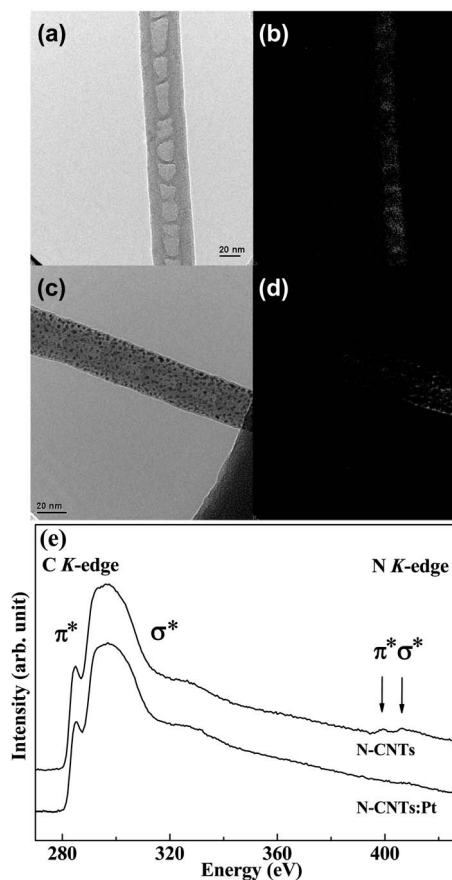 (a)
(b)
20 nm
(c)
(d)
20 nm
(e)
C K-edge
N K-edge
π*
σ*
π* σ*
N-CNTs
N-CNTs:Pt
Intensity (arb. unit)
280
320
360
400
Energy (eV)